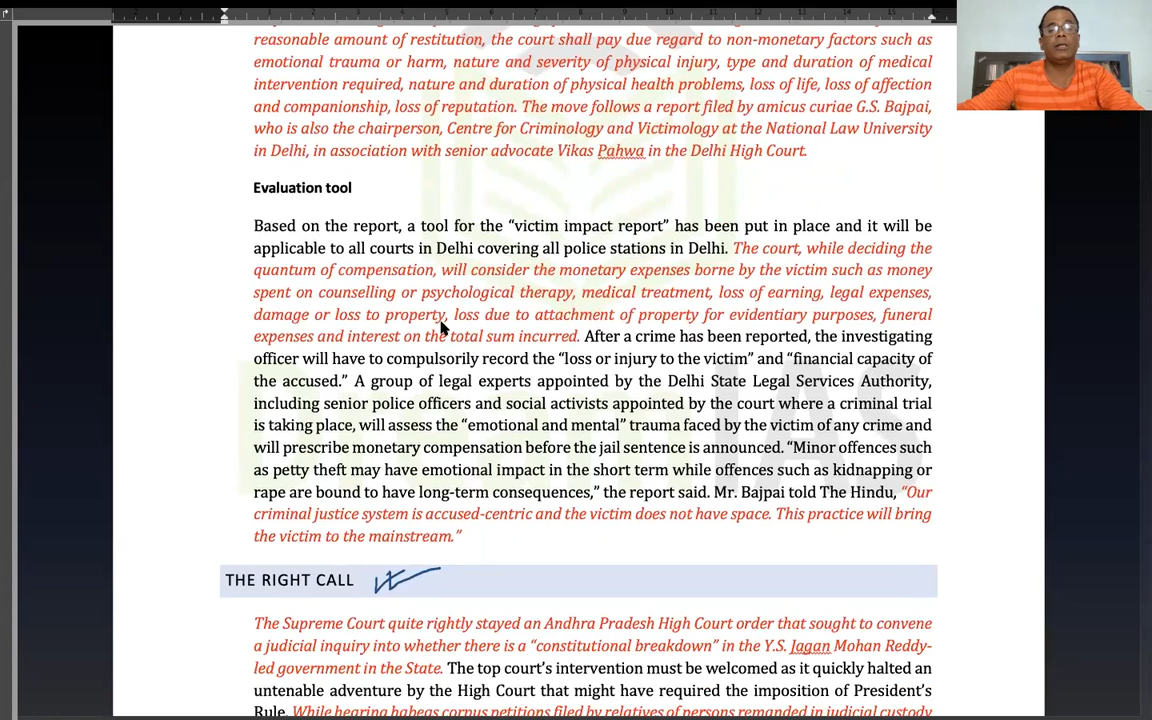 reasonable amount of restitution, the court shall pay due regard to non-monetary factors such as
emotional trauma or harm, nature and severity of physical injury, type and duration of medical
intervention required, nature and duration of physical health problems, loss of life, loss of affection
and companionship, loss of reputation. The move follows a report filed by amicus curiae G.S. Bajpai,
who is also the chairperson, Centre for Criminology and Victimology at the National Law University
in Delhi, in association with senior advocate Vikas Pahwa in the Delhi High Court.
Evaluation tool
Based on the report, a tool for the “victim impact report” has been put in place and it will be
applicable to all courts in Delhi covering all police stations in Delhi. The court, while deciding the
quantum of compensation, will consider the monetary expenses borne by the victim such as money
spent on counselling or psychological therapy, medical treatment, loss of earning, legal expenses,
damage or loss to property, loss due to attachment of property for evidentiary purposes, funeral
expenses and interest on the total sum incurred. After a crime has been reported, the investigating
officer will have to compulsorily record the “loss or injury to the victim” and “financial capacity of
the accused.” A group of legal experts appointed by the Delhi State Legal Services Authority,
including senior police officers and social activists appointed by the court where a criminal trial
is taking place, will assess the “emotional and mental” trauma faced by the victim of any crime and
will prescribe monetary compensation before the jail sentence is announced. “Minor offences such
as petty theft may have emotional impact in the short term while offences such as kidnapping or
rape are bound to have long-term consequences,” the report said. Mr. Bajpai told The Hindu, “Our
criminal justice system is accused-centric and the victim does not have space. This practice will bring
the victim to the mainstream.”
THE RIGHT CALL
The Supreme Court quite rightly stayed an Andhra Pradesh High Court order that sought to convene
a judicial inquiry into whether there is a “constitutional breakdown” in the Y.S. Jagan Mohan Reddy-
led government in the State. The top court’s intervention must be welcomed as it quickly halted an
untenable adventure by the High Court that might have required the imposition of President’s
Rule. While hearing habeas corpus petitions filed by relatives of persons remanded in judicial custody